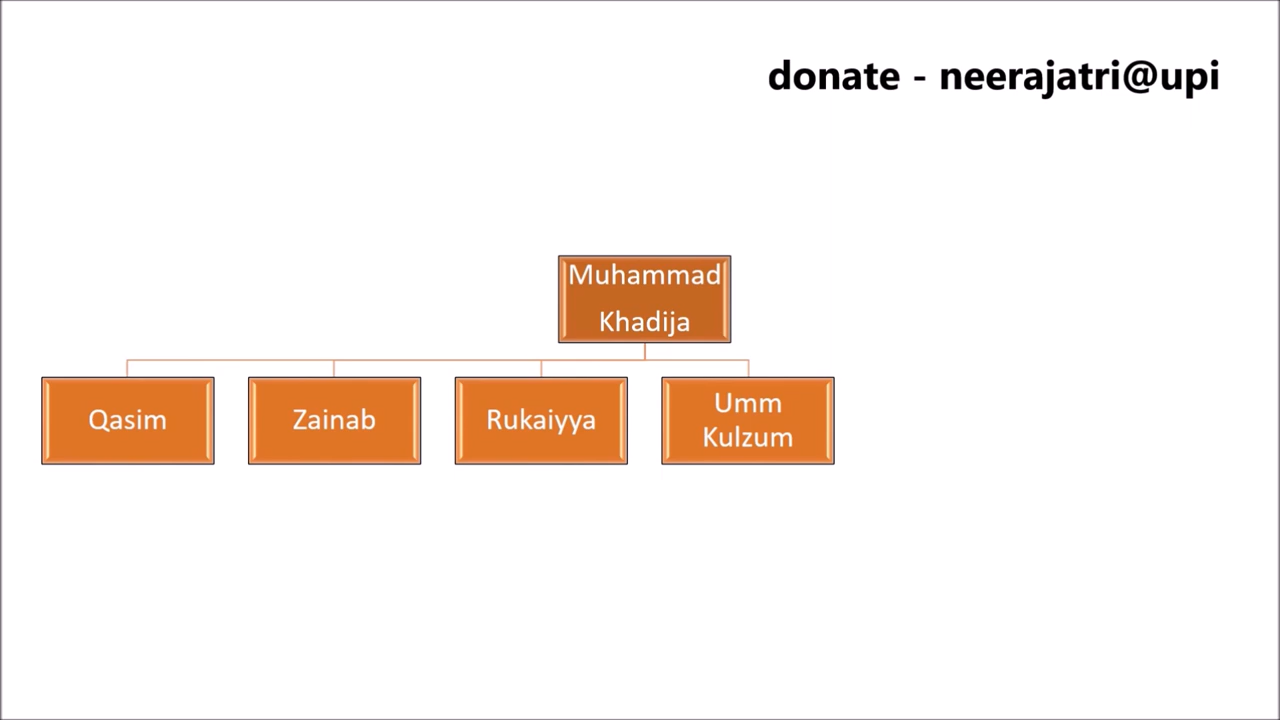 donate - neerajatri@upi
Muhammad
Khadija
Qasim
Zainab
Rukaiyya
Umm
Kulzum